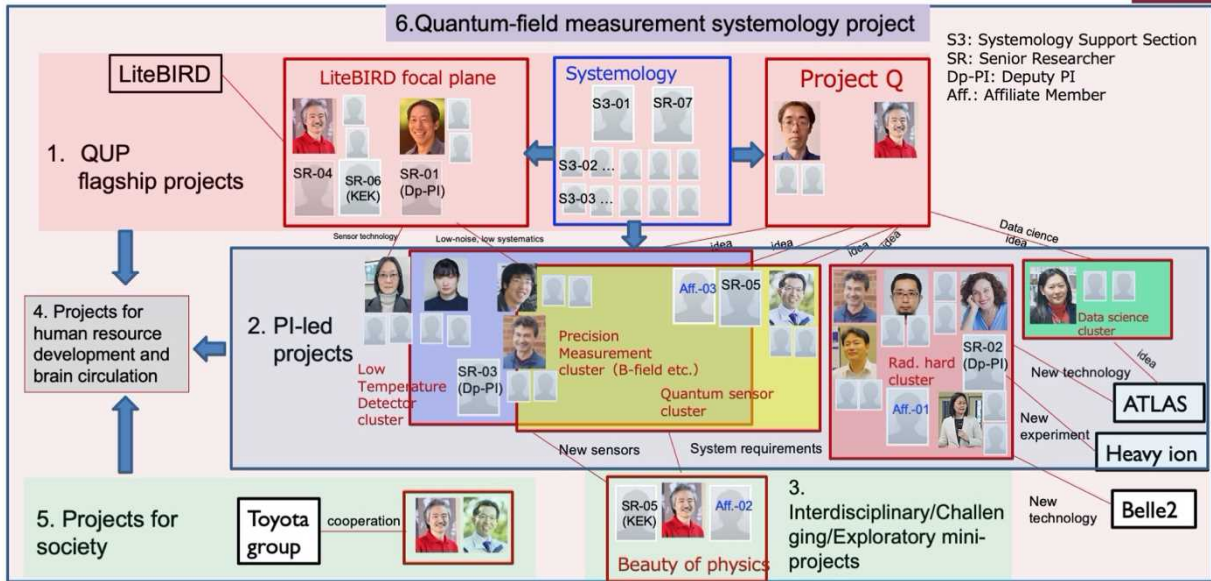 6.Quantum-field measurement systemology project
S3: Systemology Support Section
SR: Senior Researcher
Dp-PI: Deputy PI
Aff.: Affiliate Member
LiteBIRD
LiteBIRD focal plane
SR-04
SR-06
(KEK)
SR-01
(Dp-PI)
Systemology
S3-01
SR-07
S3-02 ...
S3-03 ...
Project Q
1. QUP
flagship projects
Sensor technology
Low-noise, low systematics
idea
idea
idea
idea
Data cience
idea
4. Projects for
human resource
development and
brain circulation
2. PI-led
projects
Low
Temperature
Detector
cluster
SR-03
(Dp-PI)
Precision
Measurement
cluster (B-field etc.)
Aff.-03
SR-05
Quantum sensor
cluster
Rad. hard
cluster
SR-02
(Dp-PI)
Aff.-01
Data science
cluster
idea
New technology
ATLAS
New
experiment
Heavy ion
New sensors
System requirements
New
technology
Belle2
5. Projects for
society
Toyota
group
cooperation
SR-05
(KEK)
Aff.-02
Beauty of physics
3.
Interdisciplinary/Challen
ging/Exploratory mini-
projects